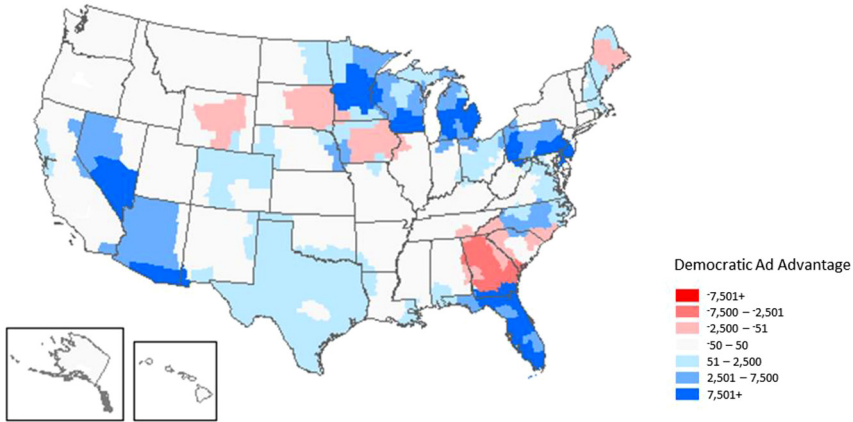 Democratic Ad Advantage
-7,501+
-7,500 – -2,501
-2,500 – -51
-50 – 50
51 – 2,500
2,501 – 7,500
7,501+